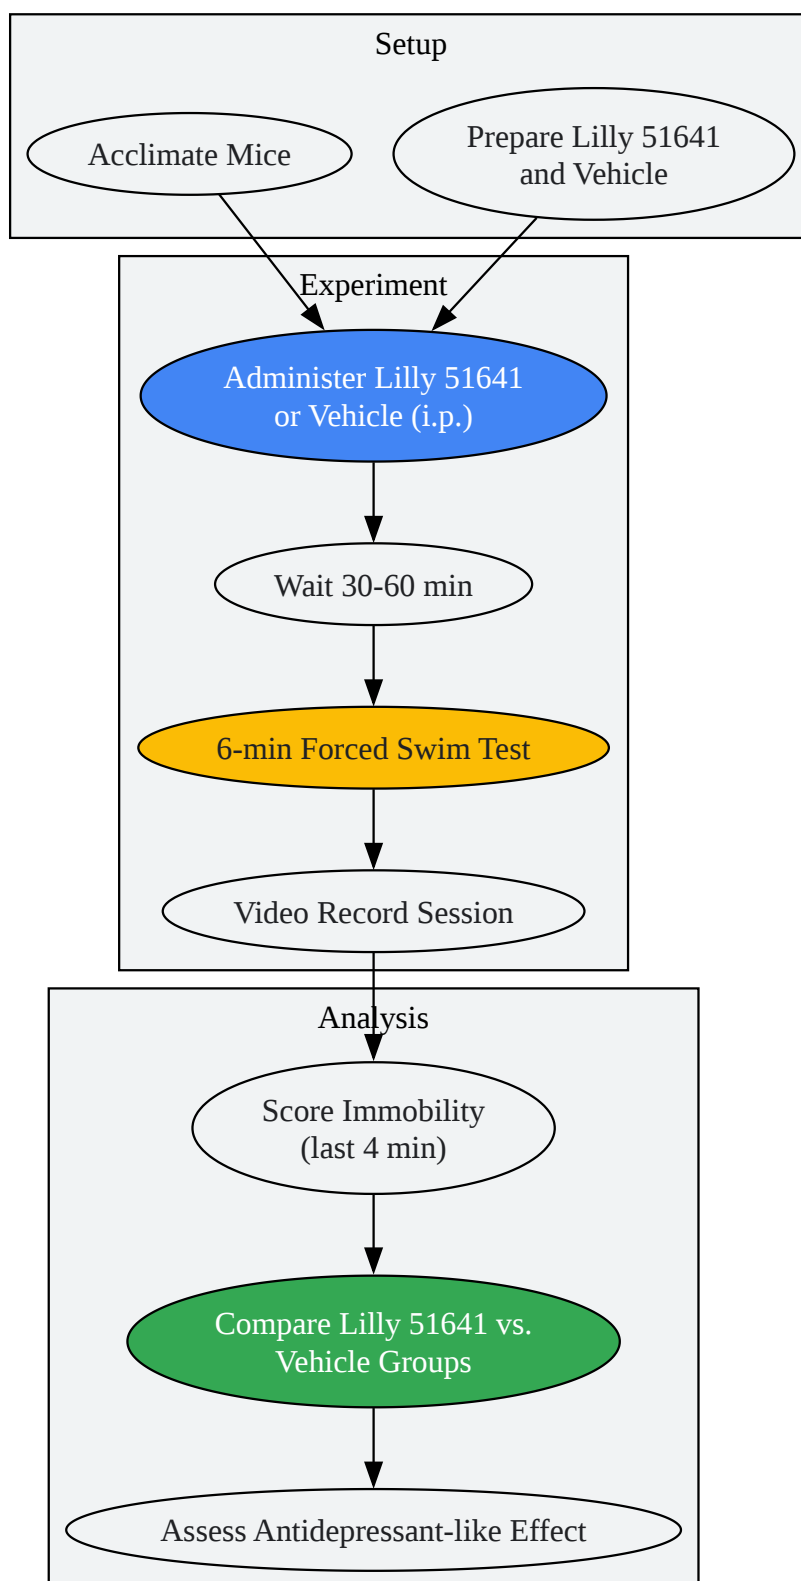 Setup
Acclimate Mice
Prepare Lilly 51641
and Vehicle
Experiment
Administer Lilly 51641
or Vehicle (i.p.)
Wait 30-60 min
6-min Forced Swim Test
Video Record Session
Analysis
Score Immobility
(last 4 min)
Compare Lilly 51641 vs.
Vehicle Groups
Assess Antidepressant-like Effect